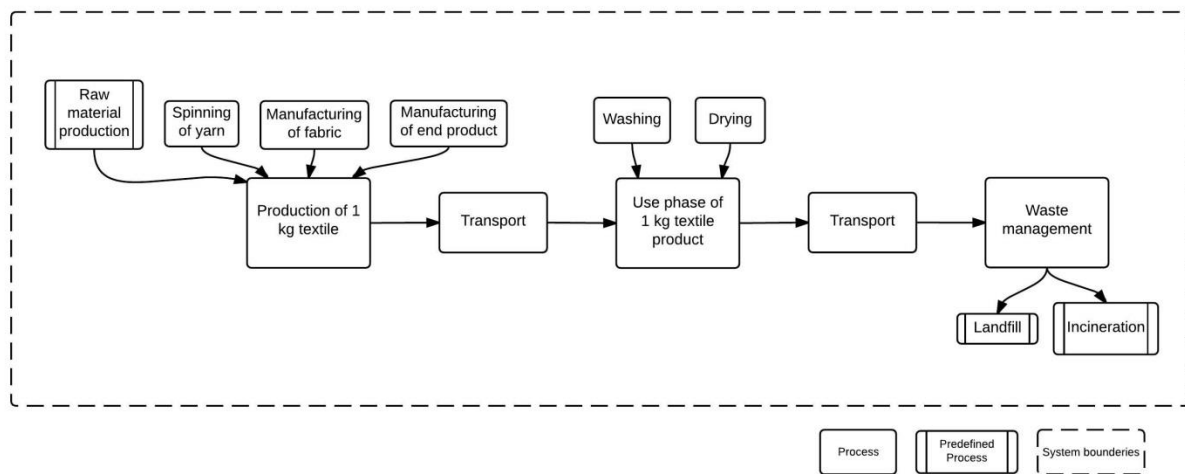 Raw
material
production
Spinning
of yarn
Manufacturing
of fabric
Manufacturing
of end product
Washing
Drying
Production of 1
kg textile
Transport
Use phase of
1 kg textile
product
Transport
Waste
management
Landfill
Incineration
Process
Predefined
Process
System bounderies